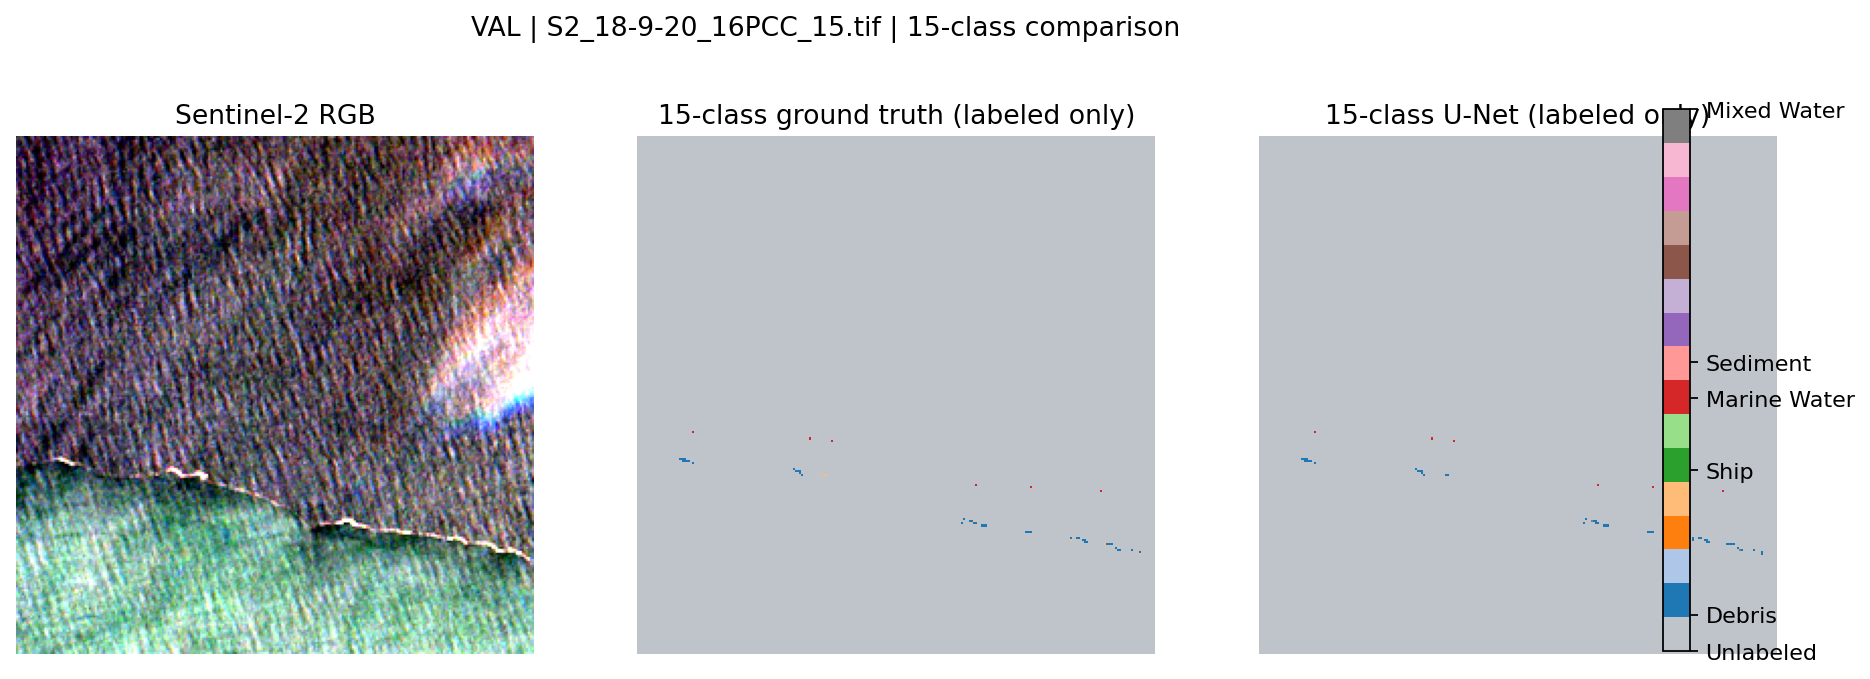 VAL | S2_18-9-20_16PCC_15.tif | 15-class comparison
Sentinel-2 RGB
15-class ground truth (labeled only)
15-class U-Net (labeled only)
Mixed Water
Sediment
Marine Water
Ship
Debris
Unlabeled